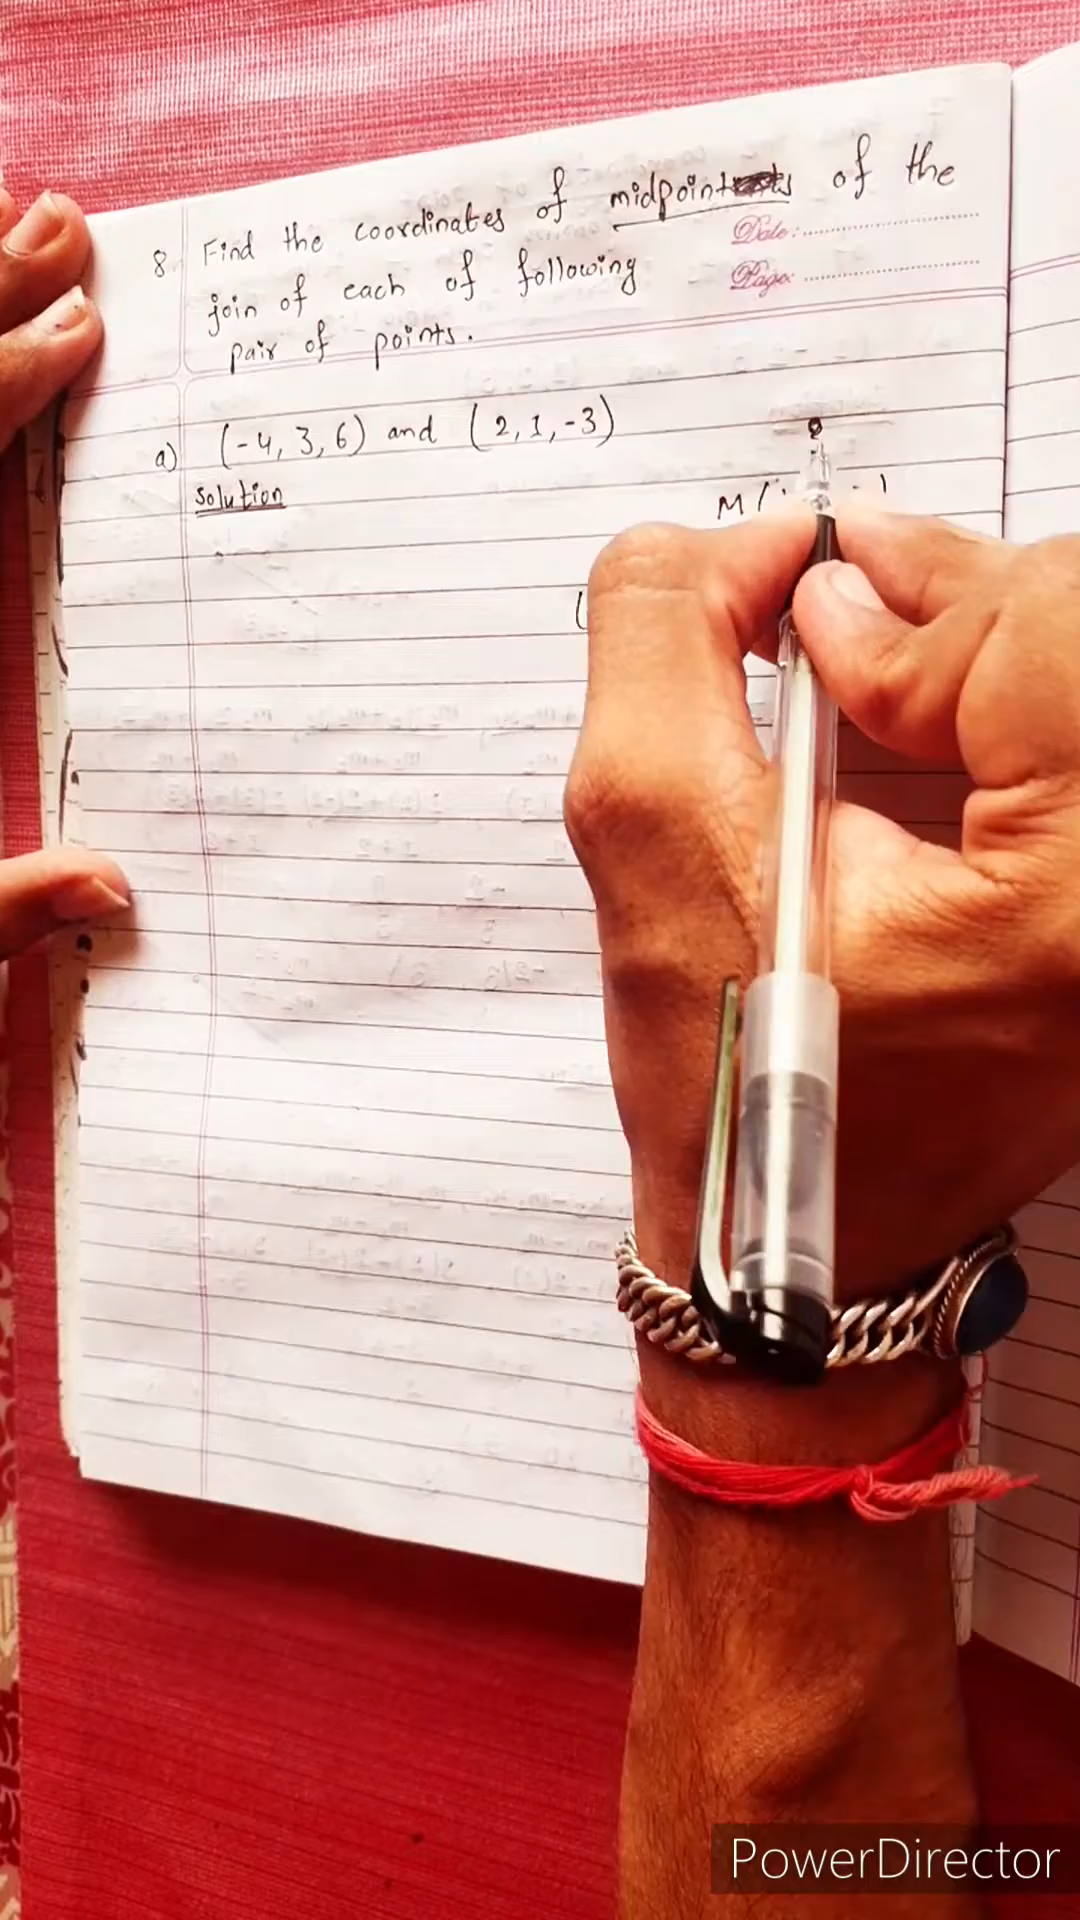 8 Find the coordinates of midpoints of the
Date:
join of each of following
Page:
pair of points.
a) (-4, 3, 6) and (2, 1, -3)
Solution
M (
(
PowerDirector